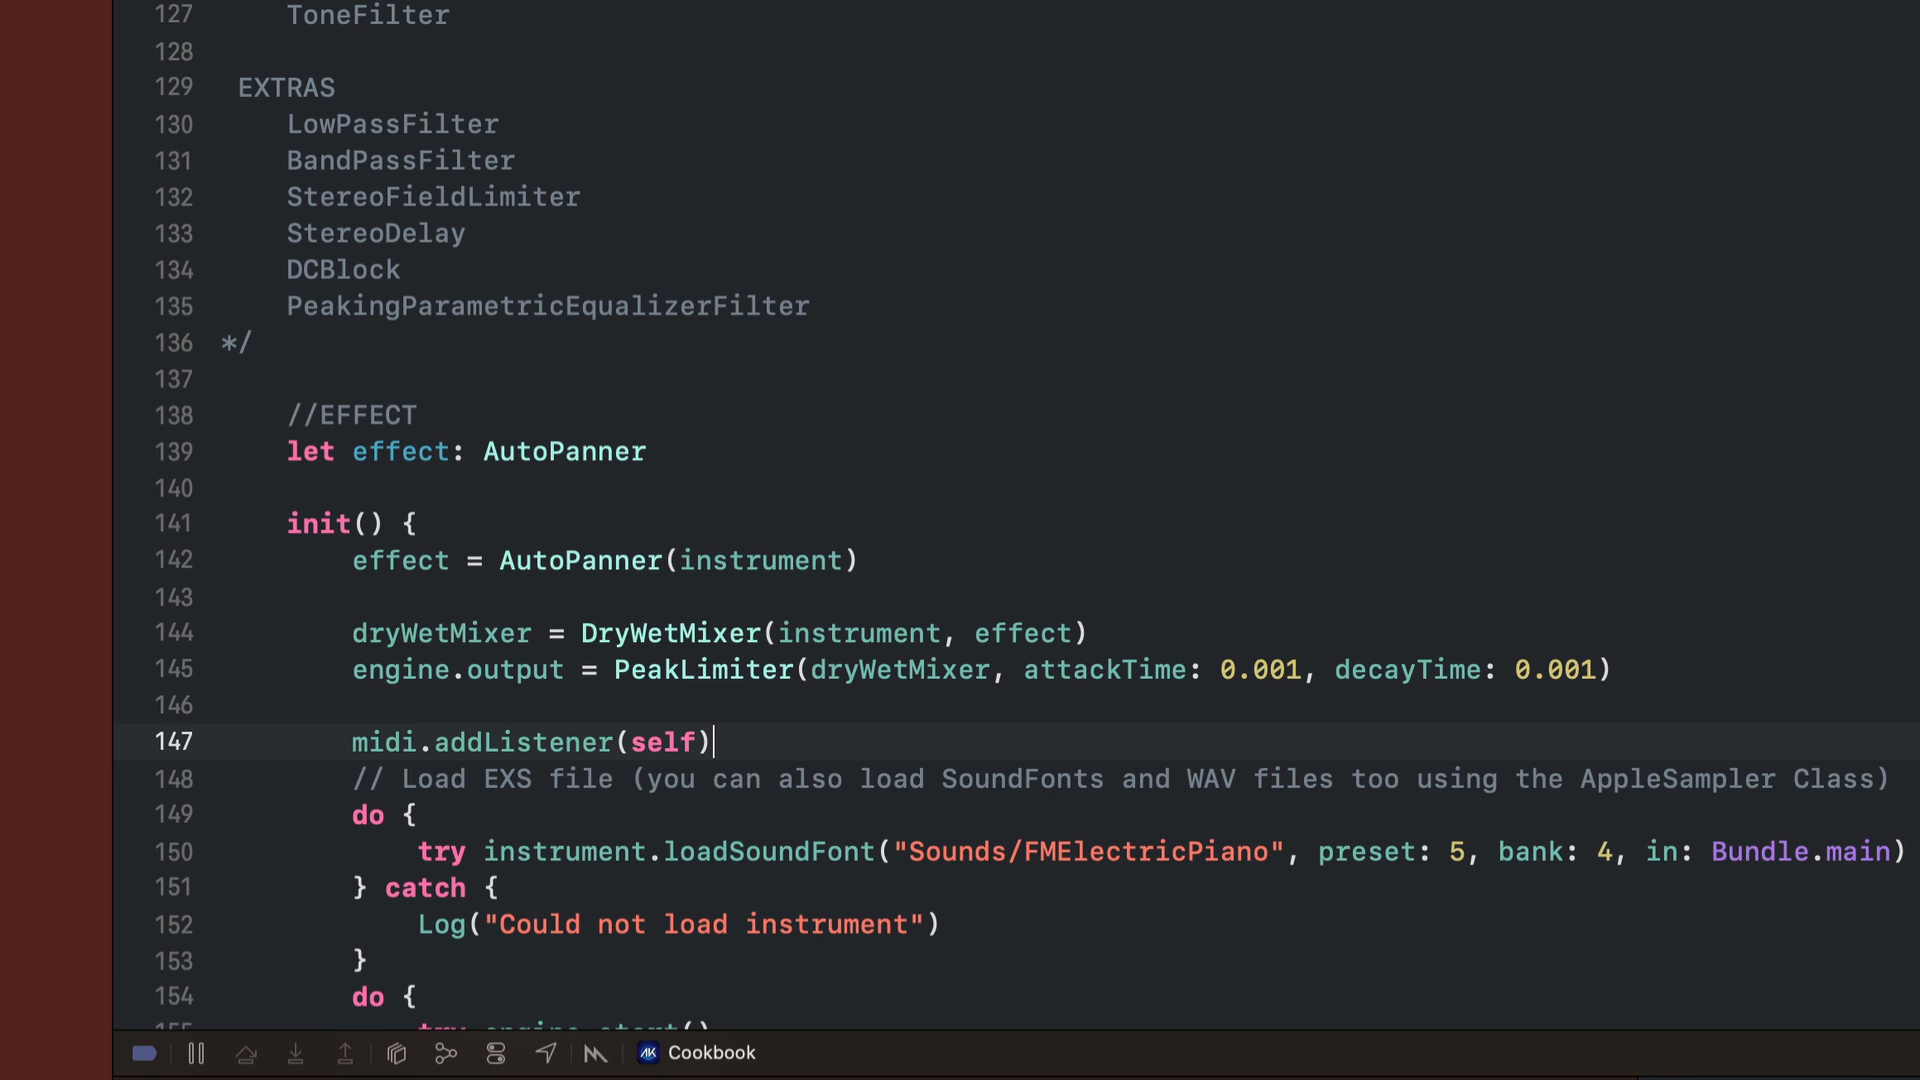 127 ToneFilter
128
129 EXTRAS
130 LowPassFilter
131 BandPassFilter
132 StereoFieldLimiter
133 StereoDelay
134 DCBlock
135 PeakingParametricEqualizerFilter
136 */
137
138 //EFFECT
139 let effect: AutoPanner
140
141 init() {
142 effect = AutoPanner(instrument)
143
144 dryWetMixer = DryWetMixer(instrument, effect)
145 engine.output = PeakLimiter(dryWetMixer, attackTime: 0.001, decayTime: 0.001)
146
147 midi.addListener(self)
148 // Load EXS file (you can also load SoundFonts and WAV files too using the AppleSampler Class)
149 do {
150 try instrument.loadSoundFont("Sounds/FMElectricPiano", preset: 5, bank: 4, in: Bundle.main)
151 } catch {
152 Log("Could not load instrument")
153 }
154 do {
155 try engine.start()
AK Cookbook